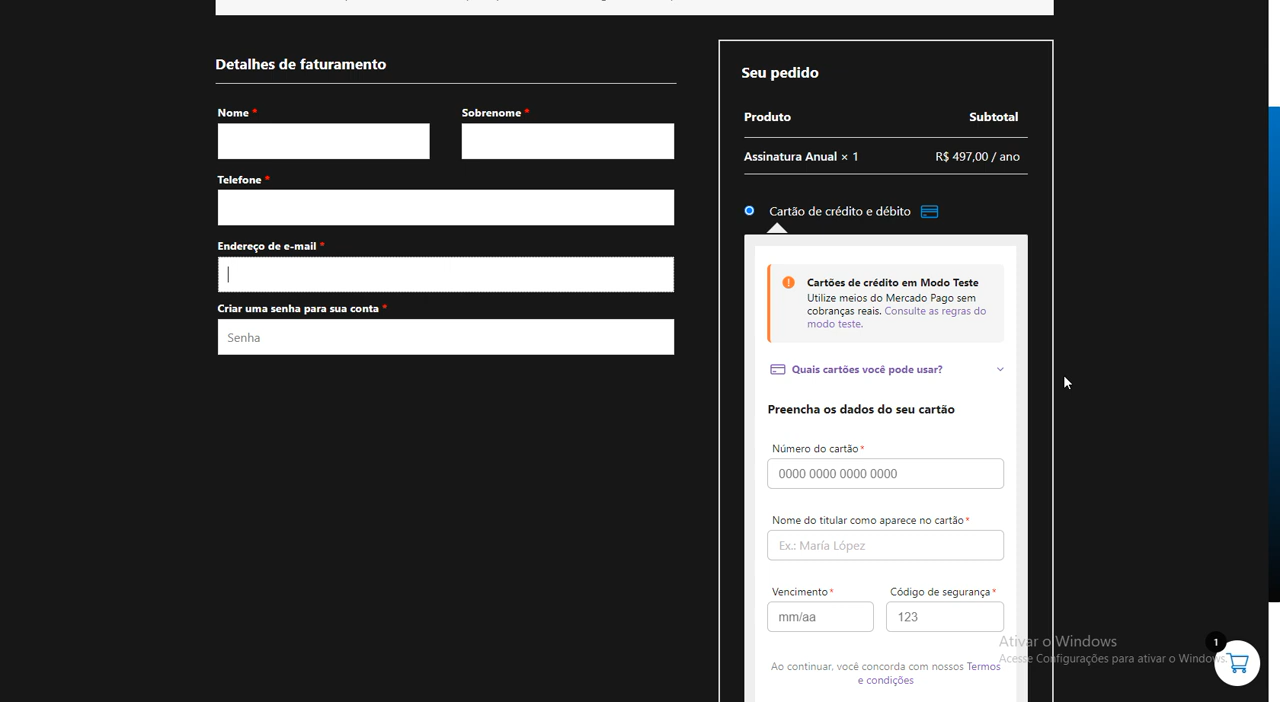 Detalhes de faturamento
Nome *
Sobrenome *
Telefone *
Endereço de e-mail *
Criar uma senha para sua conta *
Senha
Seu pedido
Produto Subtotal
Assinatura Anual × 1 R$ 497,00 / ano
Cartão de crédito e débito
Cartões de crédito em Modo Teste
Utilize meios do Mercado Pago sem
cobranças reais. Consulte as regras do
modo teste.
Quais cartões você pode usar?
Preencha os dados do seu cartão
Número do cartão*
0000 0000 0000 0000
Nome do titular como aparece no cartão*
Ex.: María López
Vencimento*
Código de segurança*
mm/aa
123
Ao continuar, você concorda com nossos Termos
e condições
Ativar o Windows
Acesse Configurações para ativar o Windows.
1